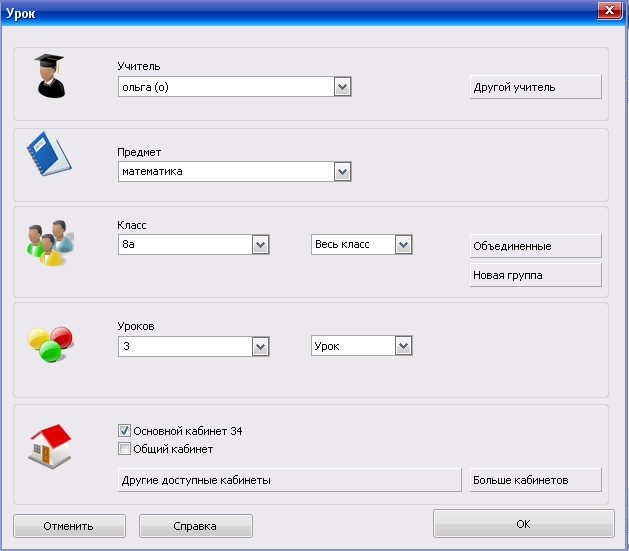 Урок
Учитель
ольга (о)
Другой учитель
Предмет
математика
Класс
8а
Весь класс
Объединенные
Новая группа
Уроков
3
Урок
Основной кабинет 34
Общий кабинет
Другие доступные кабинеты
Больше кабинетов
Отменить
Справка
OK